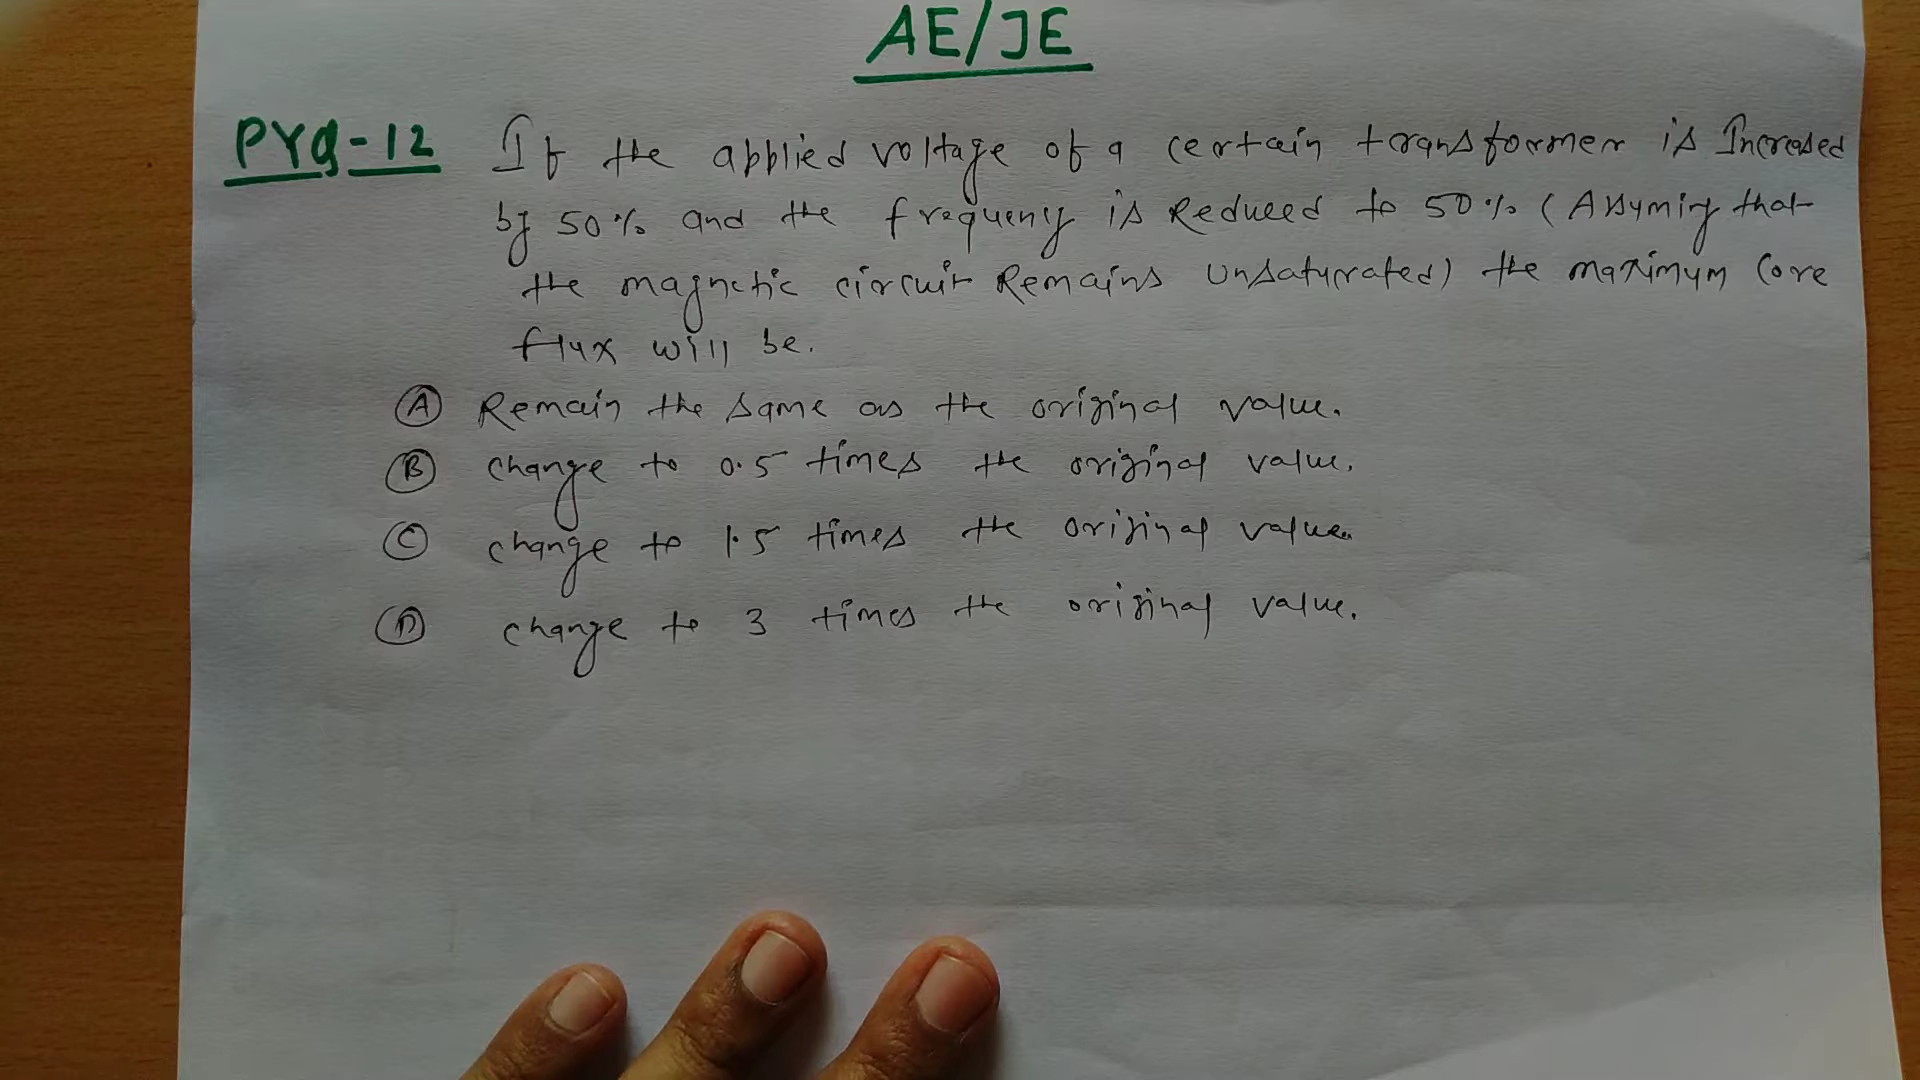 AE/JE
PYQ-12 If the applied voltage of a certain transformer is Increased
by 50% and the frequency is Reduced to 50% (Assuming that
the magnetic circuit Remains Unsaturated) the maximum Core
flux will be.
(A) Remain the same as the original value.
(B) change to 0.5 times the original value.
(C) change to 1.5 times the original value.
(D) change to 3 times the original value.